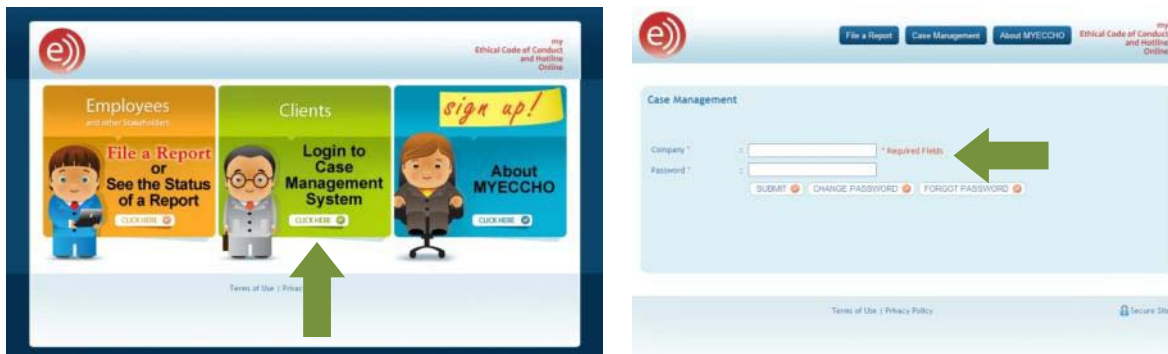 e))
my
Ethical Code of Conduct
and Hotline
Online
Employees
and other Stakeholders
File a Report
or
See the Status
of a Report
CLICK HERE
Clients
Login to
Case
Management
System
CLICK HERE
sign up!
About
MYECCHO
CLICK HERE
Terms of Use | Privac
e))
File a Report
Case Management
About MYECCHO
my
Ethical Code of Conduct
and Hotline
Online
Case Management
Company * :
* Required Fields
Password * :
SUBMIT
CHANGE PASSWORD
FORGOT PASSWORD
Terms of Use | Privacy Policy
Secure Site